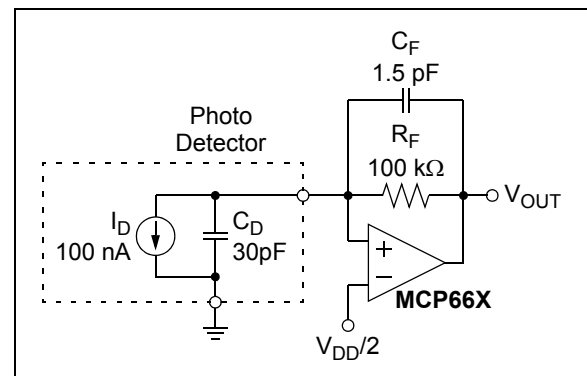 C_F
1.5 pF
Photo
Detector
R_F
100 kΩ
V_OUT
I_D
100 nA
C_D
30pF
+
−
MCP66X
V_DD/2